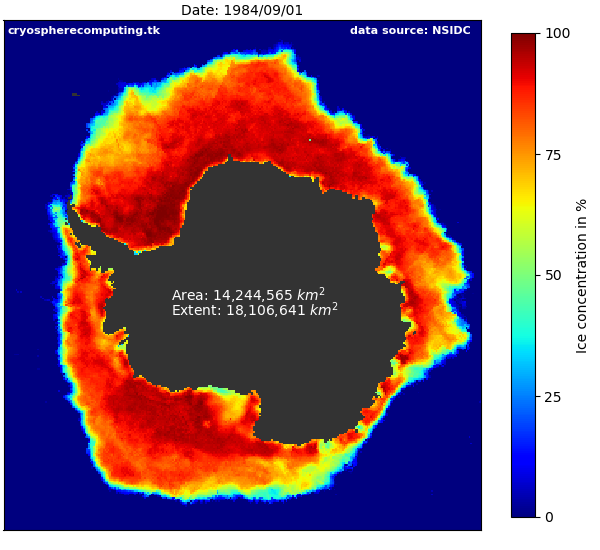 Date: 1984/09/01
cryospherecomputing.tk
data source: NSIDC
100
75
50
25
0
Ice concentration in %
Area: 14,244,565 km²
Extent: 18,106,641 km²